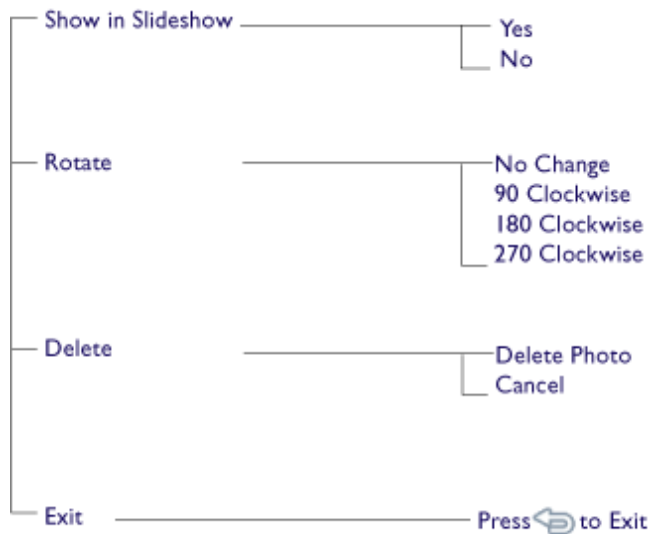 Show in Slideshow
Yes
No
Rotate
No Change
90 Clockwise
180 Clockwise
270 Clockwise
Delete
Delete Photo
Cancel
Exit
Press to Exit